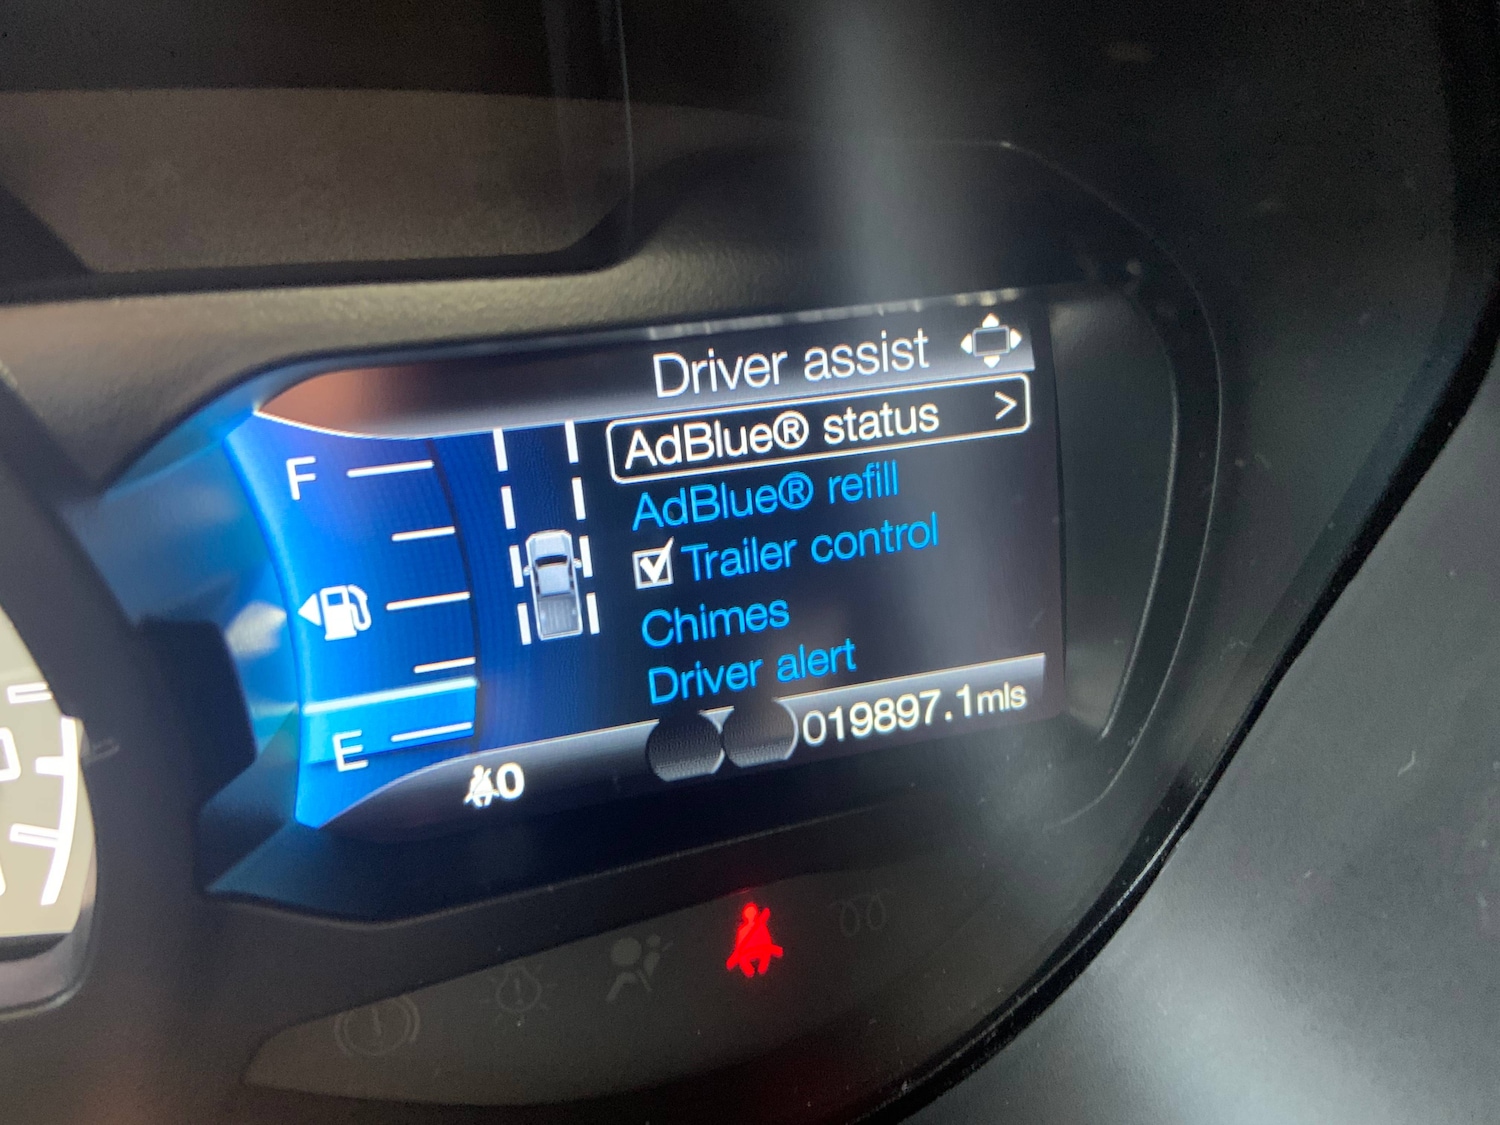 Driver assist
AdBlue® status >
AdBlue® refill
Trailer control
Chimes
Driver alert
F
E
0
019897.1mls